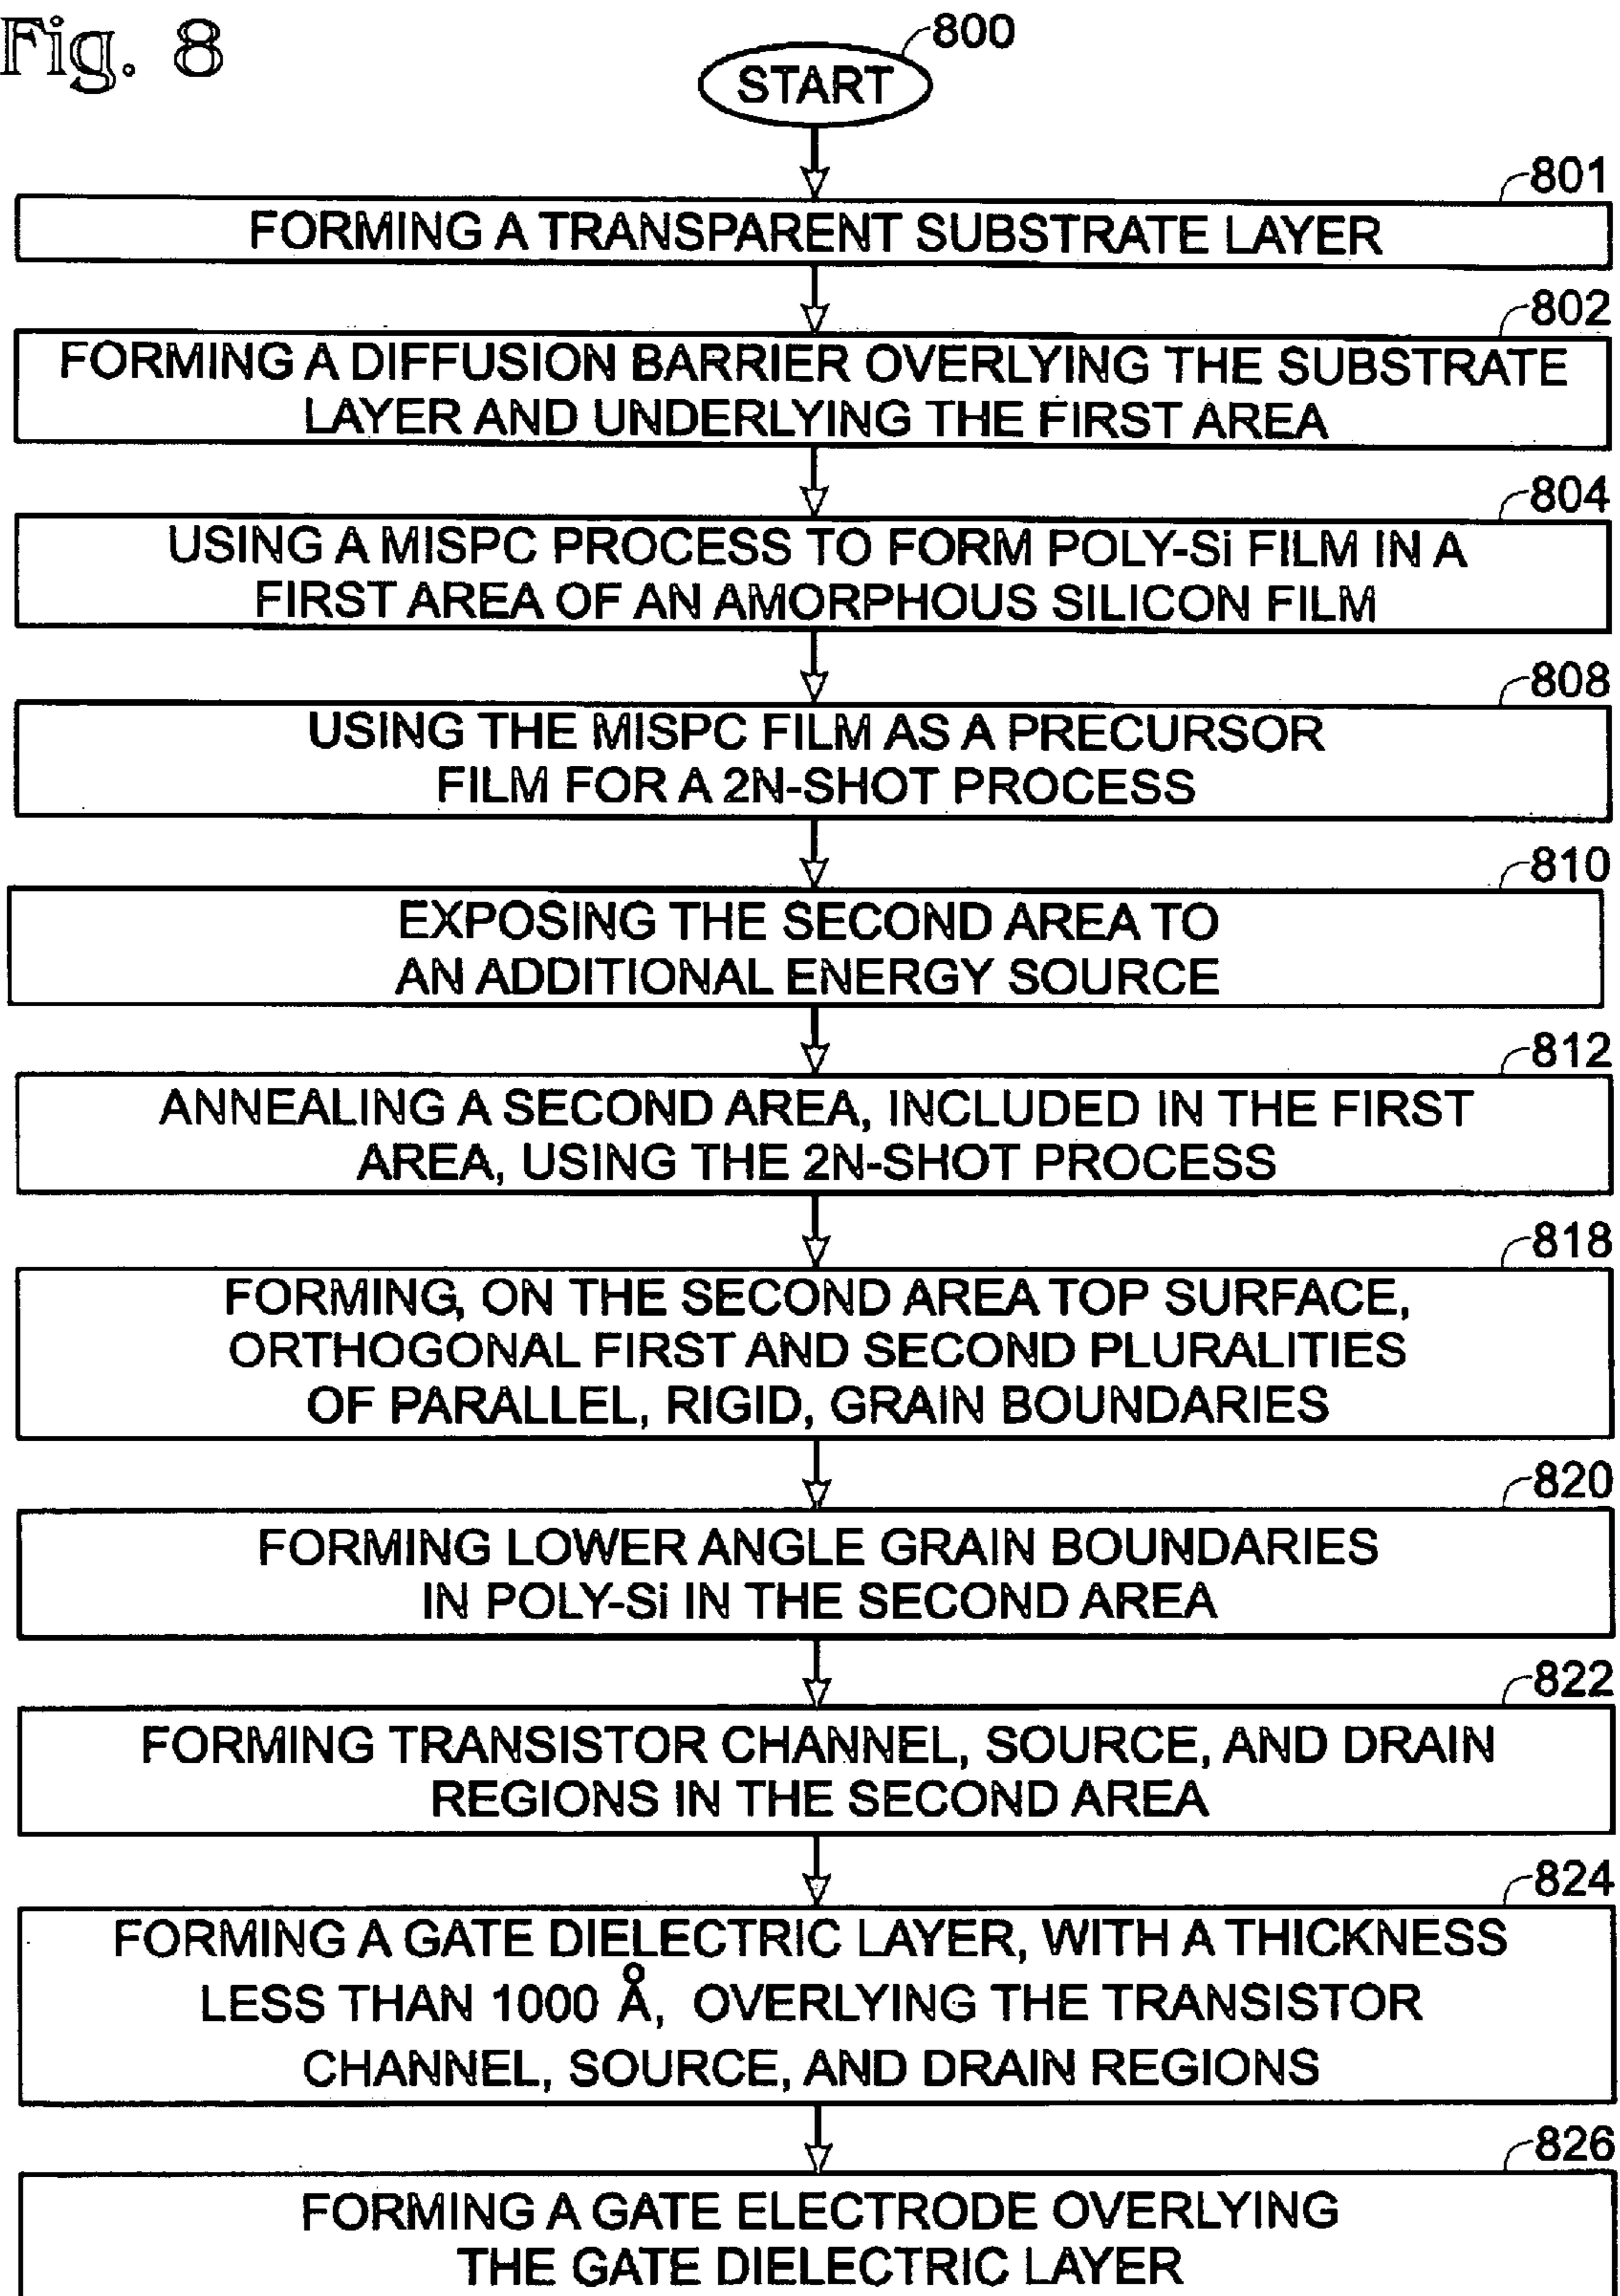 Fig. 8
800
START
801
FORMING A TRANSPARENT SUBSTRATE LAYER
802
FORMING A DIFFUSION BARRIER OVERLYING THE SUBSTRATE
LAYER AND UNDERLYING THE FIRST AREA
804
USING A MISPC PROCESS TO FORM POLY-Si FILM IN A
FIRST AREA OF AN AMORPHOUS SILICON FILM
808
USING THE MISPC FILM AS A PRECURSOR
FILM FOR A 2N-SHOT PROCESS
810
EXPOSING THE SECOND AREA TO
AN ADDITIONAL ENERGY SOURCE
812
ANNEALING A SECOND AREA, INCLUDED IN THE FIRST
AREA, USING THE 2N-SHOT PROCESS
818
FORMING, ON THE SECOND AREA TOP SURFACE,
ORTHOGONAL FIRST AND SECOND PLURALITIES
OF PARALLEL, RIGID, GRAIN BOUNDARIES
820
FORMING LOWER ANGLE GRAIN BOUNDARIES
IN POLY-Si IN THE SECOND AREA
822
FORMING TRANSISTOR CHANNEL, SOURCE, AND DRAIN
REGIONS IN THE SECOND AREA
824
FORMING A GATE DIELECTRIC LAYER, WITH A THICKNESS
LESS THAN 1000 Å, OVERLYING THE TRANSISTOR
CHANNEL, SOURCE, AND DRAIN REGIONS
826
FORMING A GATE ELECTRODE OVERLYING
THE GATE DIELECTRIC LAYER